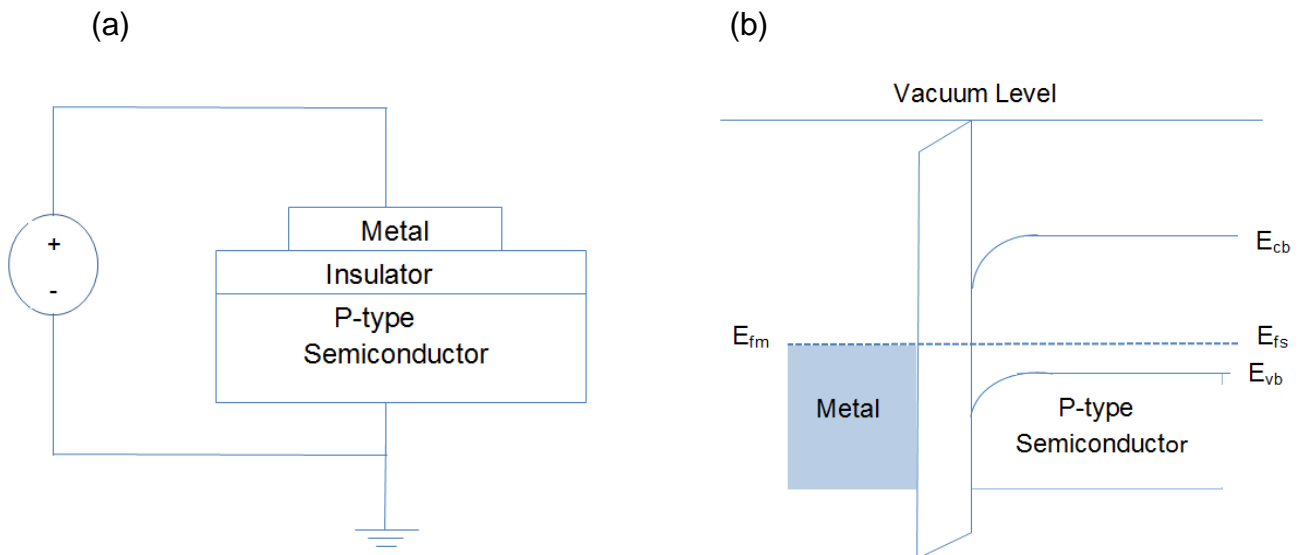 (a)
+
-
Metal
Insulator
P-type
Semiconductor
(b)
Vacuum Level
Ecb
Efm
Efs
Evb
Metal
P-type
Semiconductor